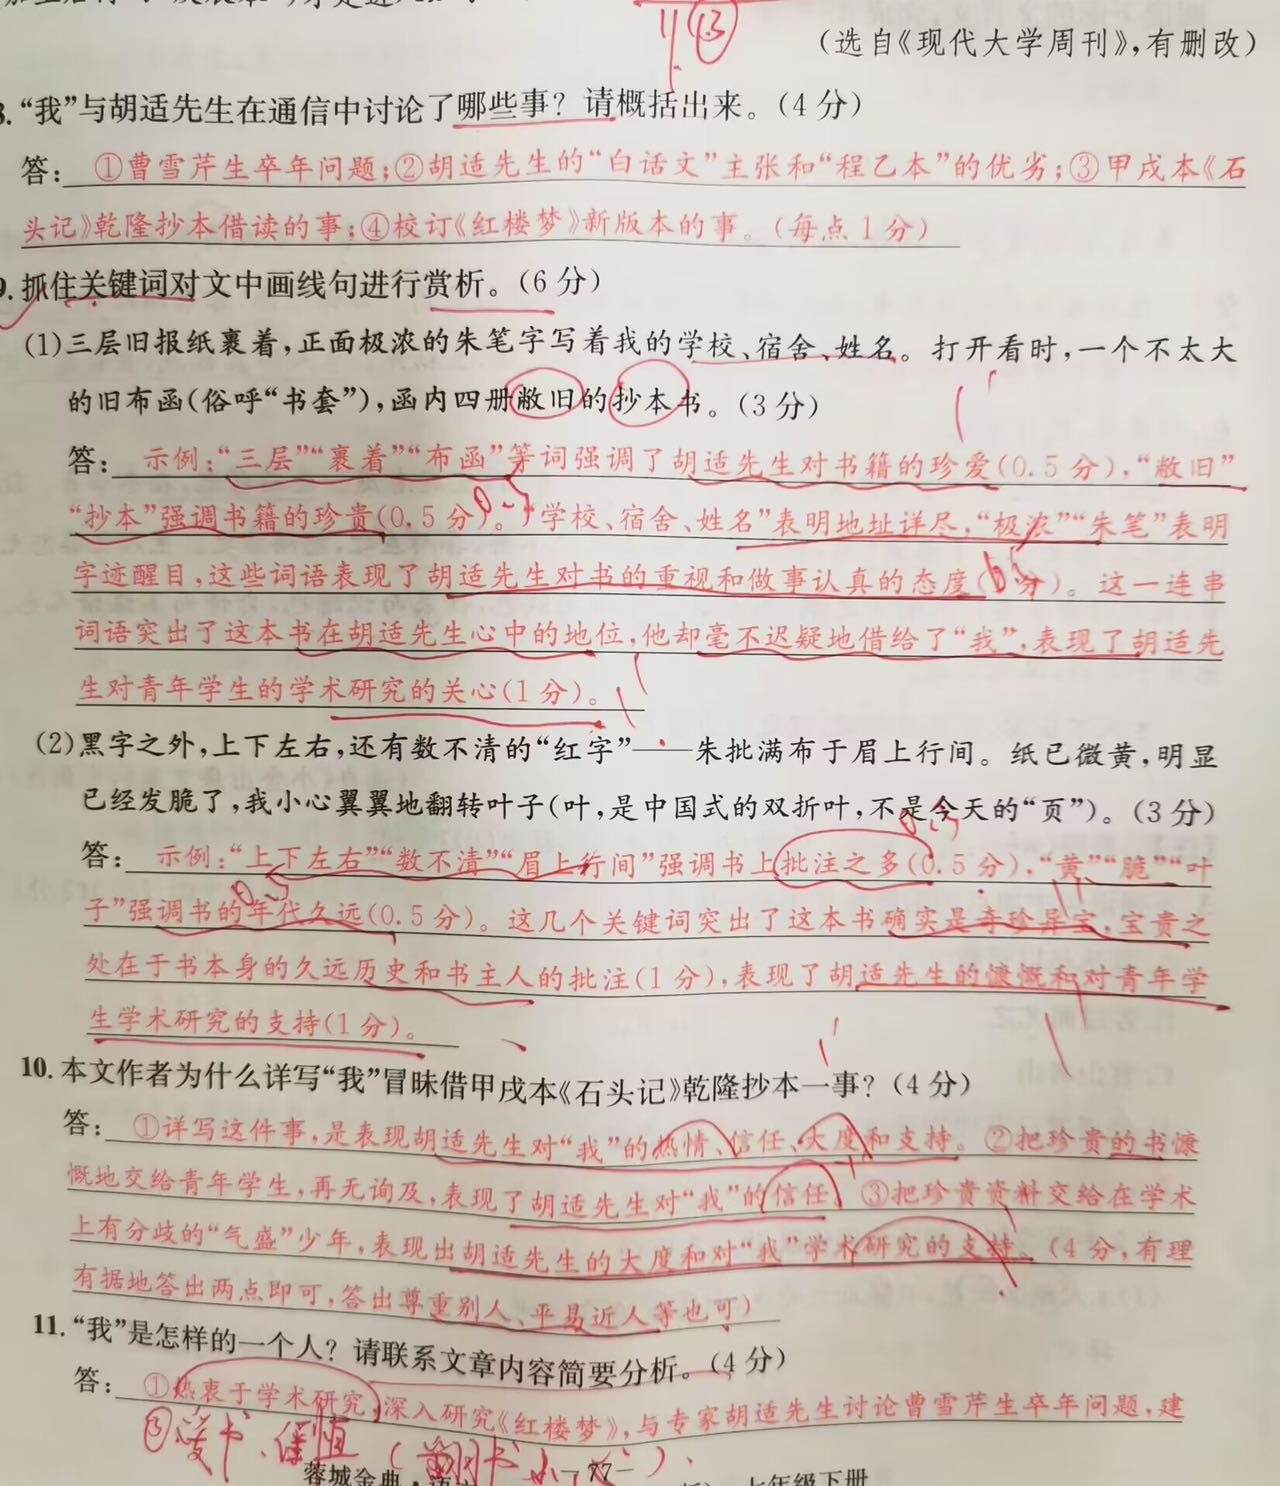 (选自《现代大学周刊》,有删改)
“我”与胡适先生在通信中讨论了哪些事?请概括出来。(4分)
答:①曹雪芹生卒年问题;②胡适先生的“白话文”主张和“程乙本”的优劣;③甲戌本《石
头记》乾隆抄本借读的事;④校订《红楼梦》新版本的事。(每点1分)
9.抓住关键词对文中画线句进行赏析。(6分)
(1)三层旧报纸裹着,正面极浓的朱笔字写着我的学校、宿舍、姓名。打开看时,一个不太大
的旧布函(俗呼“书套”),函内四册敝旧的抄本书。(3分)
答:示例:“三层”“裹着”“布函”等词强调了胡适先生对书籍的珍爱(0.5分),“敝旧”
“抄本”强调书籍的珍贵(0.5分)。“学校、宿舍、姓名”表明地址详尽,“极浓”“朱笔”表明
字迹醒目,这些词语表现了胡适先生对书的重视和做事认真的态度(1分)。这一连串
词语突出了这本书在胡适先生心中的地位,他却毫不迟疑地借给了“我”,表现了胡适先
生对青年学生的学术研究的关心(1分)。
(2)黑字之外,上下左右,还有数不清的“红字”——朱批满布于眉上行间。纸已微黄,明显
已经发脆了,我小心翼翼地翻转叶子(叶,是中国式的双折叶,不是今天的“页”)。(3分)
答:示例:“上下左右”“数不清”“眉上行间”强调书上批注之多(0.5分),“黄”“脆”“叶
子”强调书的年代久远(0.5分)。这几个关键词突出了这本书确实是奇珍异宝,宝贵之
处在于书本身的久远历史和书主人的批注(1分),表现了胡适先生的慷慨和对青年学
生学术研究的支持(1分)。
10.本文作者为什么详写“我”冒昧借甲戌本《石头记》乾隆抄本一事?(4分)
答:①详写这件事,是表现胡适先生对“我”的热情、信任、大度和支持。②把珍贵的书慷
慨地交给青年学生,再无询及,表现了胡适先生对“我”的信任。③把珍贵资料交给在学术
上有分歧的“气盛”少年,表现出胡适先生的大度和对“我”学术研究的支持。(4分,有理
有据地答出两点即可,答出尊重别人、平易近人等也可)
11.“我”是怎样的一个人?请联系文章内容简要分析。(4分)
答:①热衷于学术研究,深入研究《红楼梦》,与专家胡适先生讨论曹雪芹生卒年问题,建
③爱书、
蓉城金典·语 —77— 七年级下册